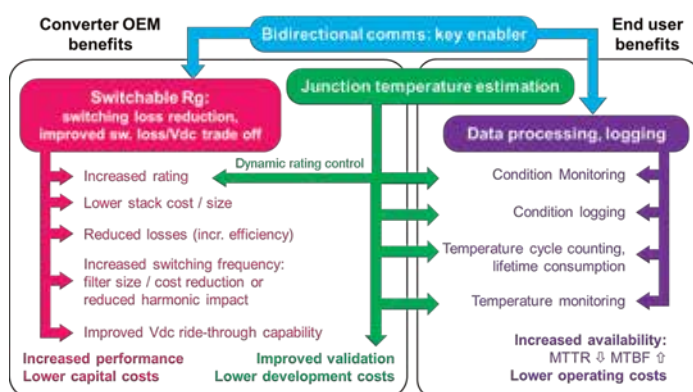 Converter OEM
benefits
Bidirectional comms: key enabler
End user
benefits
Switchable Rg:
switching loss reduction,
improved sw. loss/Vdc trade off
Junction temperature estimation
Data processing, logging
Dynamic rating control
Increased rating
Lower stack cost / size
Reduced losses (incr. efficiency)
Increased switching frequency:
filter size / cost reduction or
reduced harmonic impact
Improved Vdc ride-through capability
Condition Monitoring
Condition logging
Temperature cycle counting,
lifetime consumption
Temperature monitoring
Increased performance
Lower capital costs
Improved validation
Lower development costs
Increased availability:
MTTR ⇩ MTBF ⇧
Lower operating costs